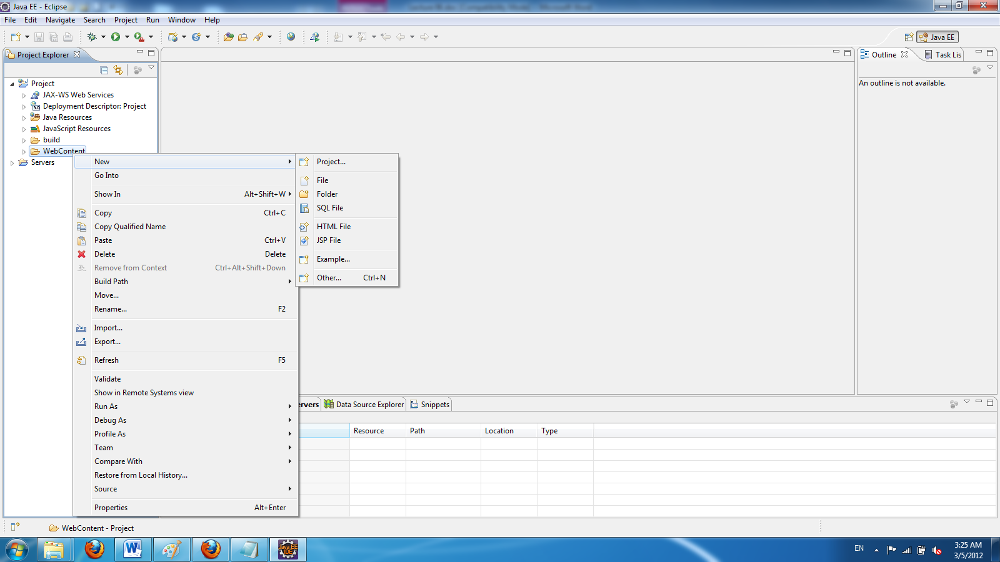 Java EE - Eclipse
File Edit Navigate Search Project Run Window Help
Java EE
Project Explorer
Project
JAX-WS Web Services
Deployment Descriptor: Project
3.0
Java Resources
JavaScript Resources
build
WebContent
Servers
New
Go Into
Show In Alt+Shift+W
Copy Ctrl+C
Copy Qualified Name
Paste Ctrl+V
Delete Delete
Remove from Context Ctrl+Alt+Shift+Down
Build Path
Move...
Rename... F2
Import...
Export...
Refresh F5
Validate
Show in Remote Systems view
Run As
Debug As
Profile As
Team
Compare With
Restore from Local History...
Source
Properties Alt+Enter
Project...
File
Folder
SQL File
HTML File
JSP File
Example...
Other... Ctrl+N
Outline Task Lis
An outline is not available.
ervers Data Source Explorer Snippets
Resource Path Location Type
WebContent - Project
Java EE
IDE
EN
3:25 AM
3/5/2012